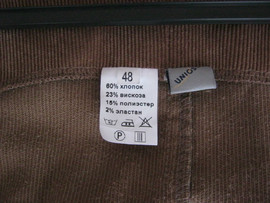 48
60% хлопок
23% вискоза
15% полиэстер
2% эластан
P